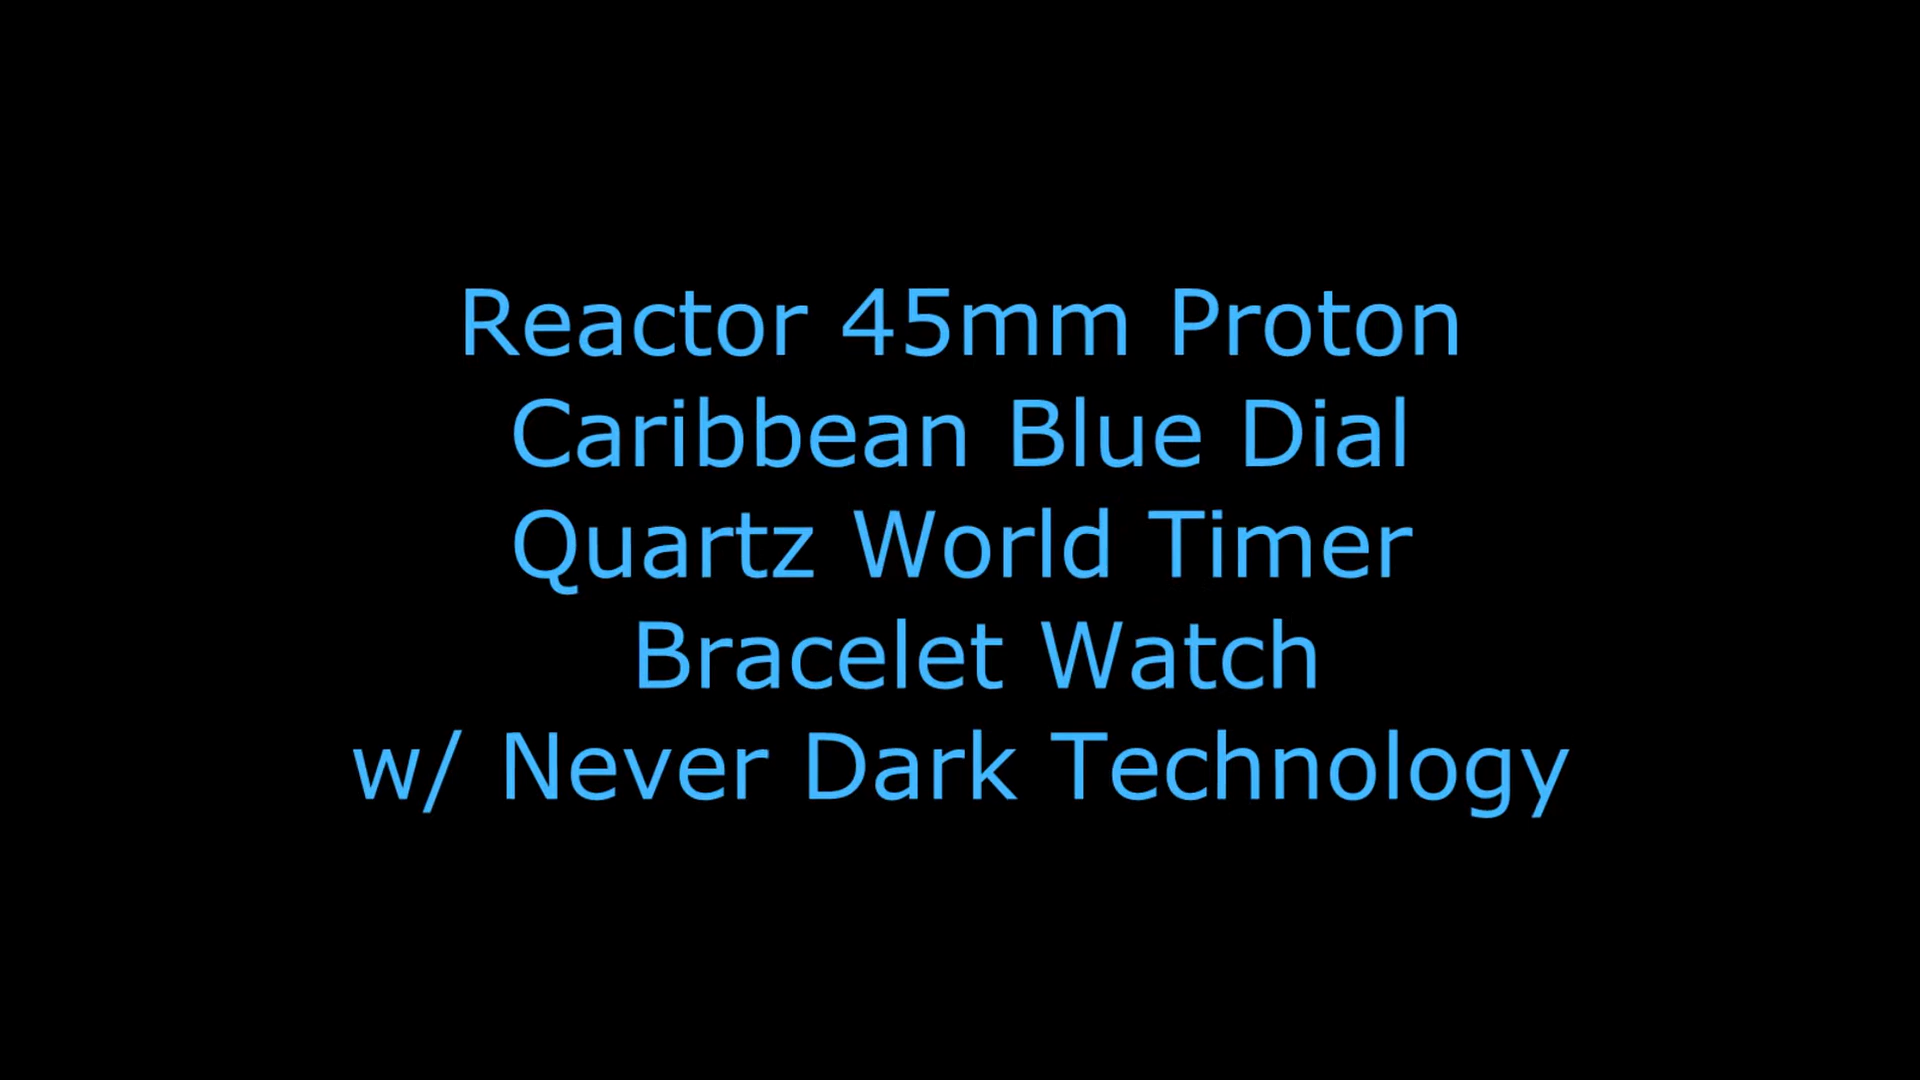 Reactor 45mm Proton
Caribbean Blue Dial
Quartz World Timer
Bracelet Watch
w/ Never Dark Technology